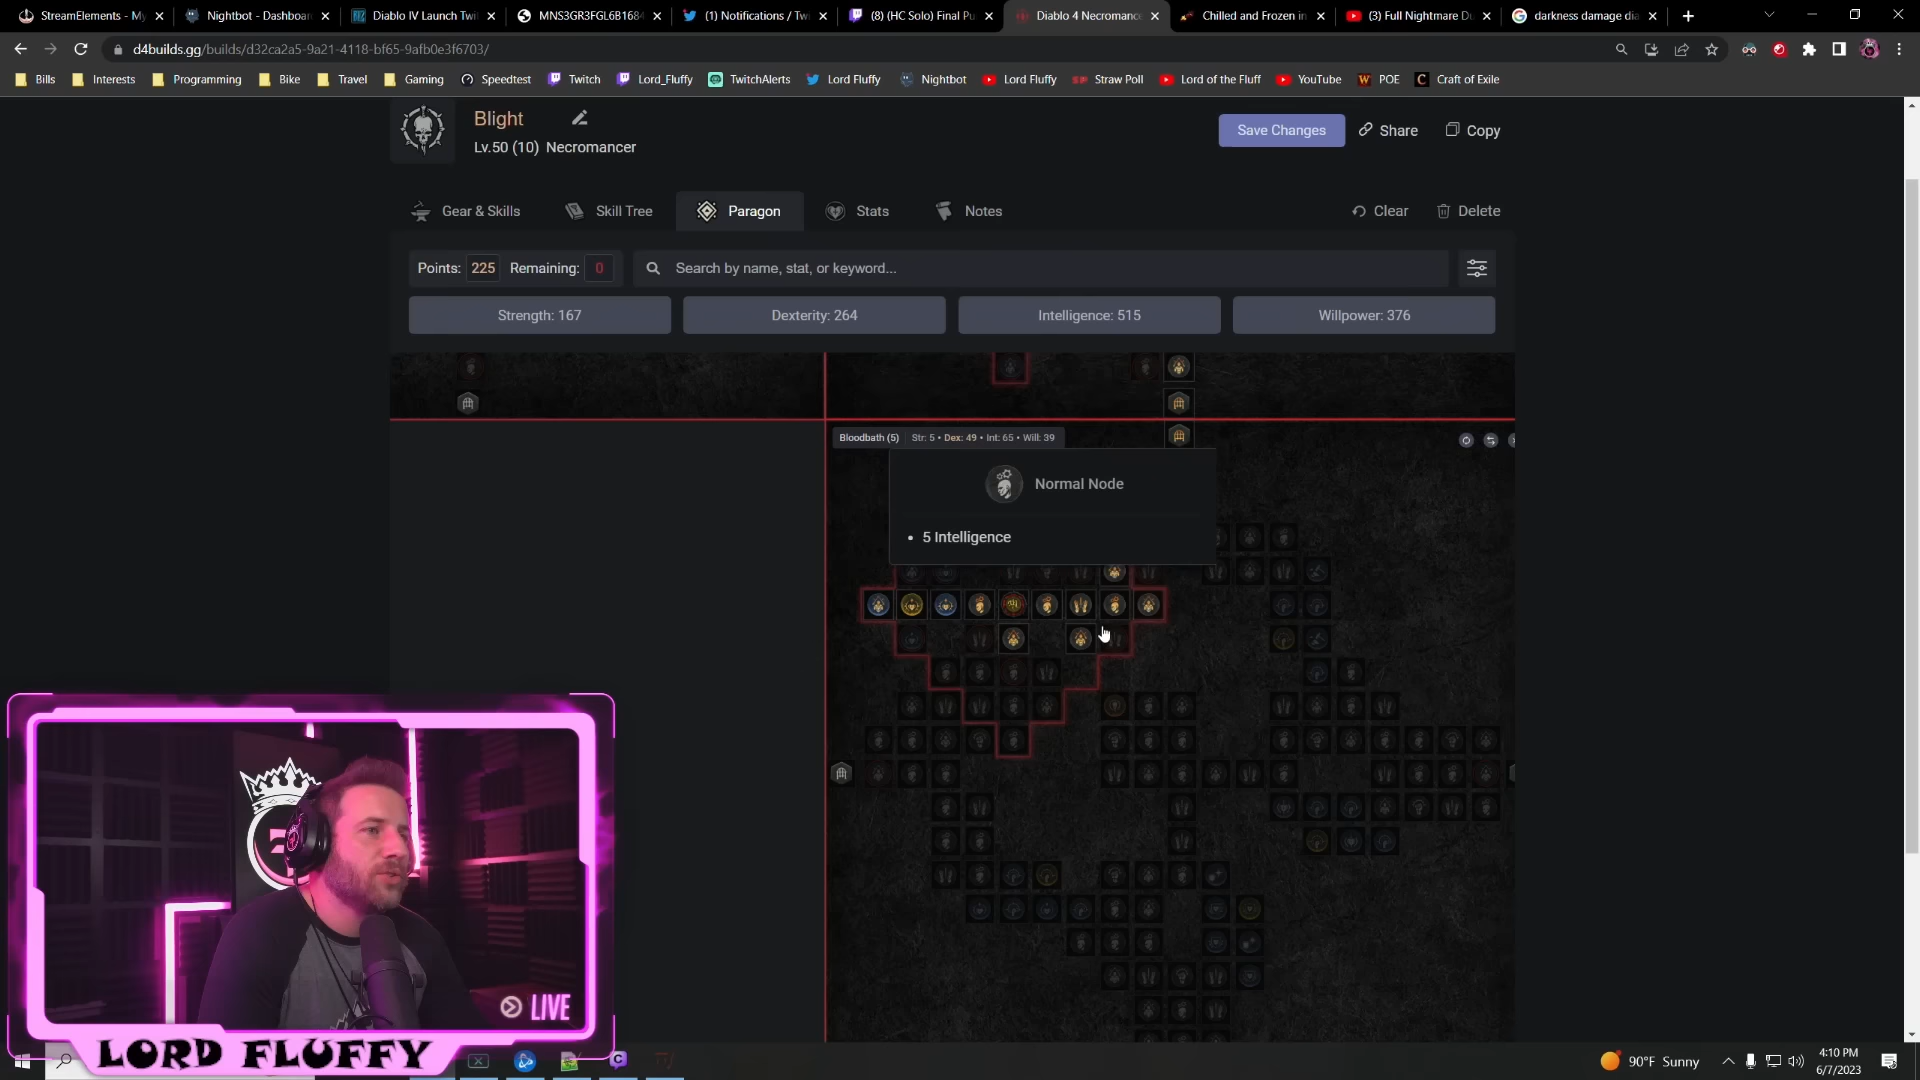 StreamElements - My
Nightbot - Dashboar
Diablo IV Launch Twi
MNS3GR3FGL6B1684
(1) Notifications / Tw
(8) (HC Solo) Final Pu
Diablo 4 Necromance
Chilled and Frozen in
(3) Full Nightmare Du
darkness damage dia
d4builds.gg/builds/d32ca2a5-9a21-4118-bf65-9afb0e3f6703/
Bills Interests Programming Bike Travel Gaming Speedtest Twitch Lord_Fluffy TwitchAlerts Lord Fluffy Nightbot Lord Fluffy Straw Poll Lord of the Fluff YouTube POE Craft of Exile
Blight
Lv.50 (10) Necromancer
Save Changes Share Copy
Gear & Skills Skill Tree Paragon Stats Notes Clear Delete
Points: 225 Remaining: 0 Search by name, stat, or keyword...
Strength: 167 Dexterity: 264 Intelligence: 515 Willpower: 376
Bloodbath (5) Str: 5 • Dex: 49 • Int: 65 • Will: 39
Normal Node
• 5 Intelligence
LIVE
LORD FLUFFY
90°F Sunny
4:10 PM
6/7/2023